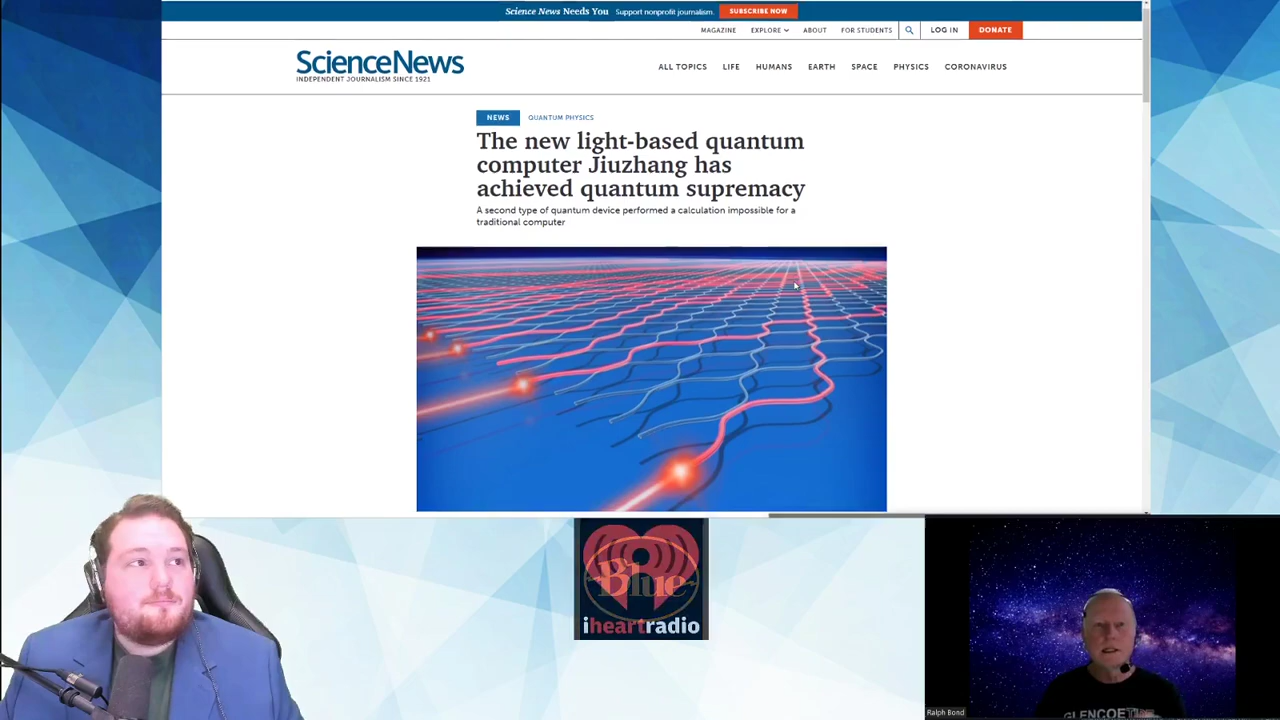 Science News Needs You Support nonprofit journalism. SUBSCRIBE NOW
MAGAZINE EXPLORE ABOUT FOR STUDENTS LOG IN DONATE
ScienceNews
INDEPENDENT JOURNALISM SINCE 1921
ALL TOPICS LIFE HUMANS EARTH SPACE PHYSICS CORONAVIRUS
NEWS QUANTUM PHYSICS
The new light-based quantum
computer Jiuzhang has
achieved quantum supremacy
A second type of quantum device performed a calculation impossible for a
traditional computer
Blue
iheartradio
Ralph Bond